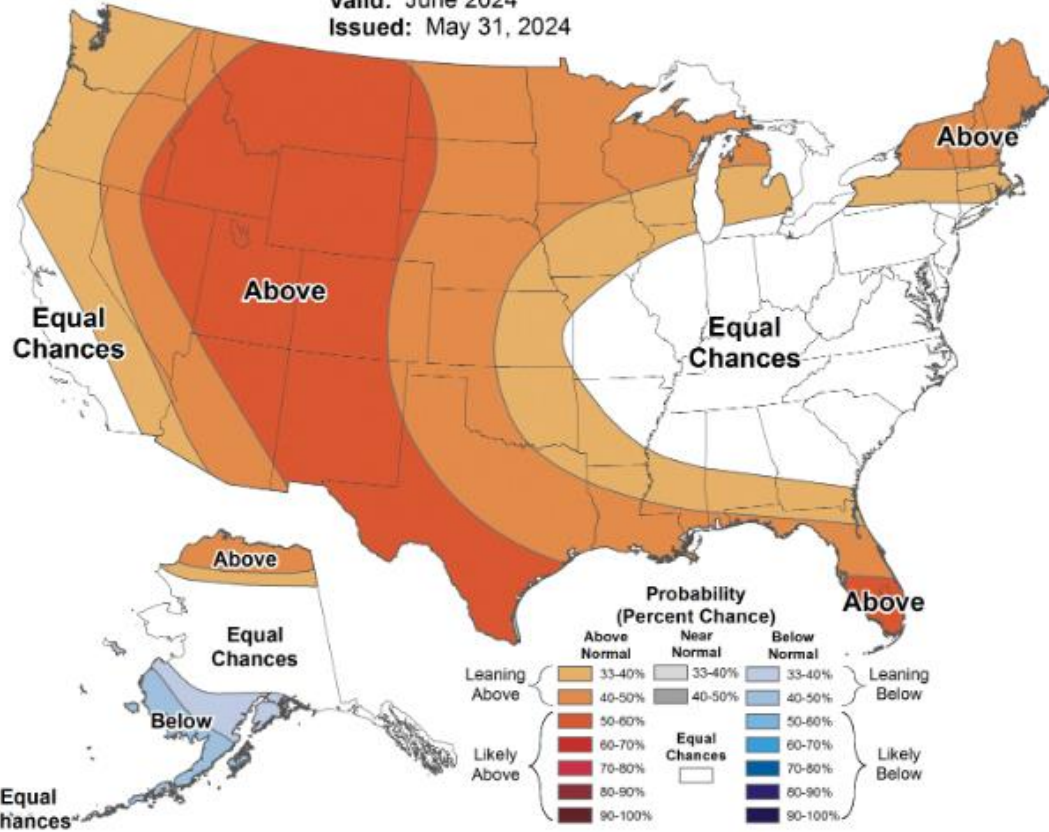 Valid: June 2024
Issued: May 31, 2024
Above
Above
Equal
Chances
Equal
Chances
Above
Above
Equal
Chances
Below
Equal
hances
Probability
(Percent Chance)
Above
Normal
Near
Normal
Below
Normal
Leaning
Above
33-40%
33-40%
33-40%
Leaning
Below
40-50%
40-50%
40-50%
50-60%
50-60%
60-70%
Equal
Chances
60-70%
Likely
Above
70-80%
70-80%
Likely
Below
80-90%
80-90%
90-100%
90-100%